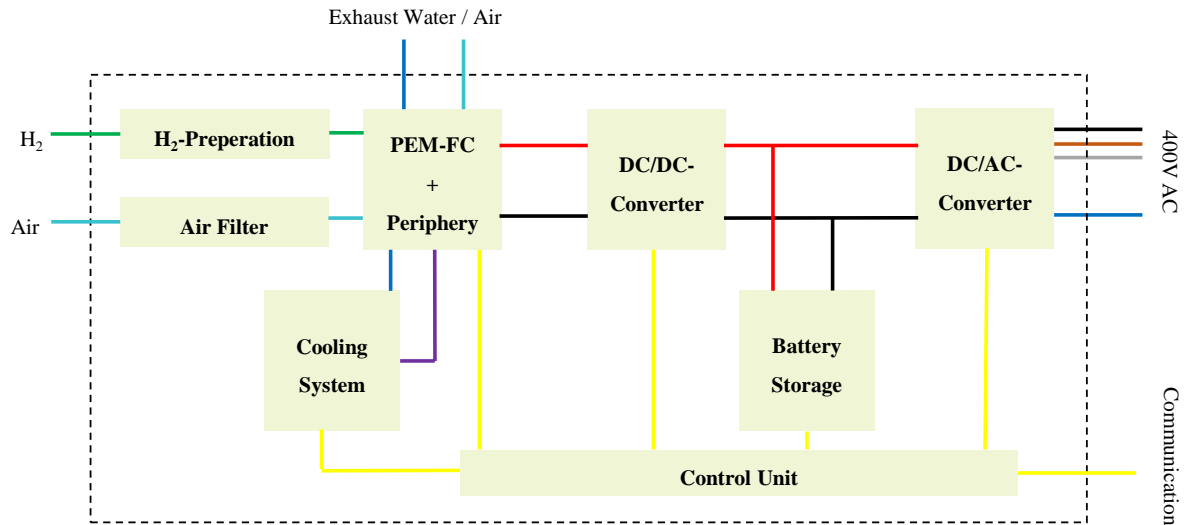 Exhaust Water / Air
H₂
H₂-Preperation
PEM-FC
+
Periphery
DC/DC-
Converter
DC/AC-
Converter
400V AC
Air
Air Filter
Cooling
System
Battery
Storage
Control Unit
Communication